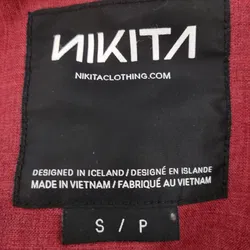 NIKITA
NIKITACLOTHING.COM
DESIGNED IN ICELAND / DESIGNÉ EN ISLANDE
MADE IN VIETNAM / FABRIQUÉ AU VIETNAM
S / P